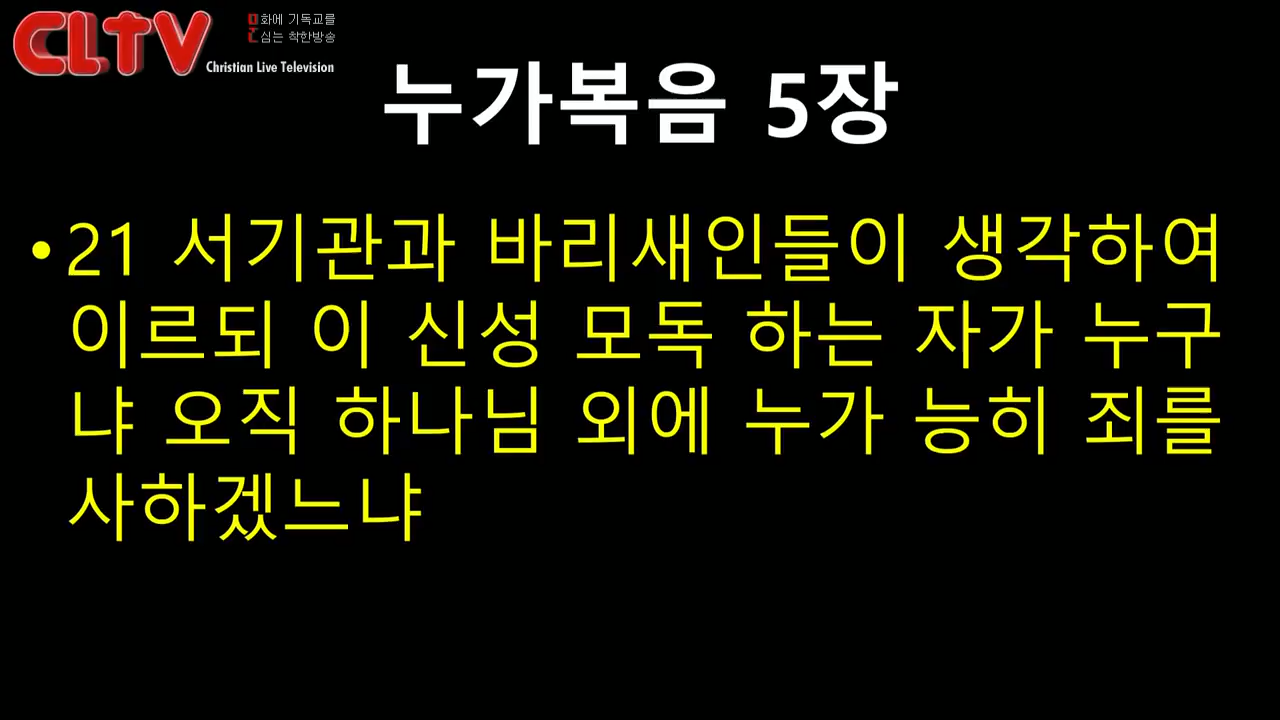 CLTV
문화에 기독교를
심는 착한방송
Christian Live Television
누가복음 5장
• 21 서기관과 바리새인들이 생각하여
이르되 이 신성 모독 하는 자가 누구
냐 오직 하나님 외에 누가 능히 죄를
사하겠느냐